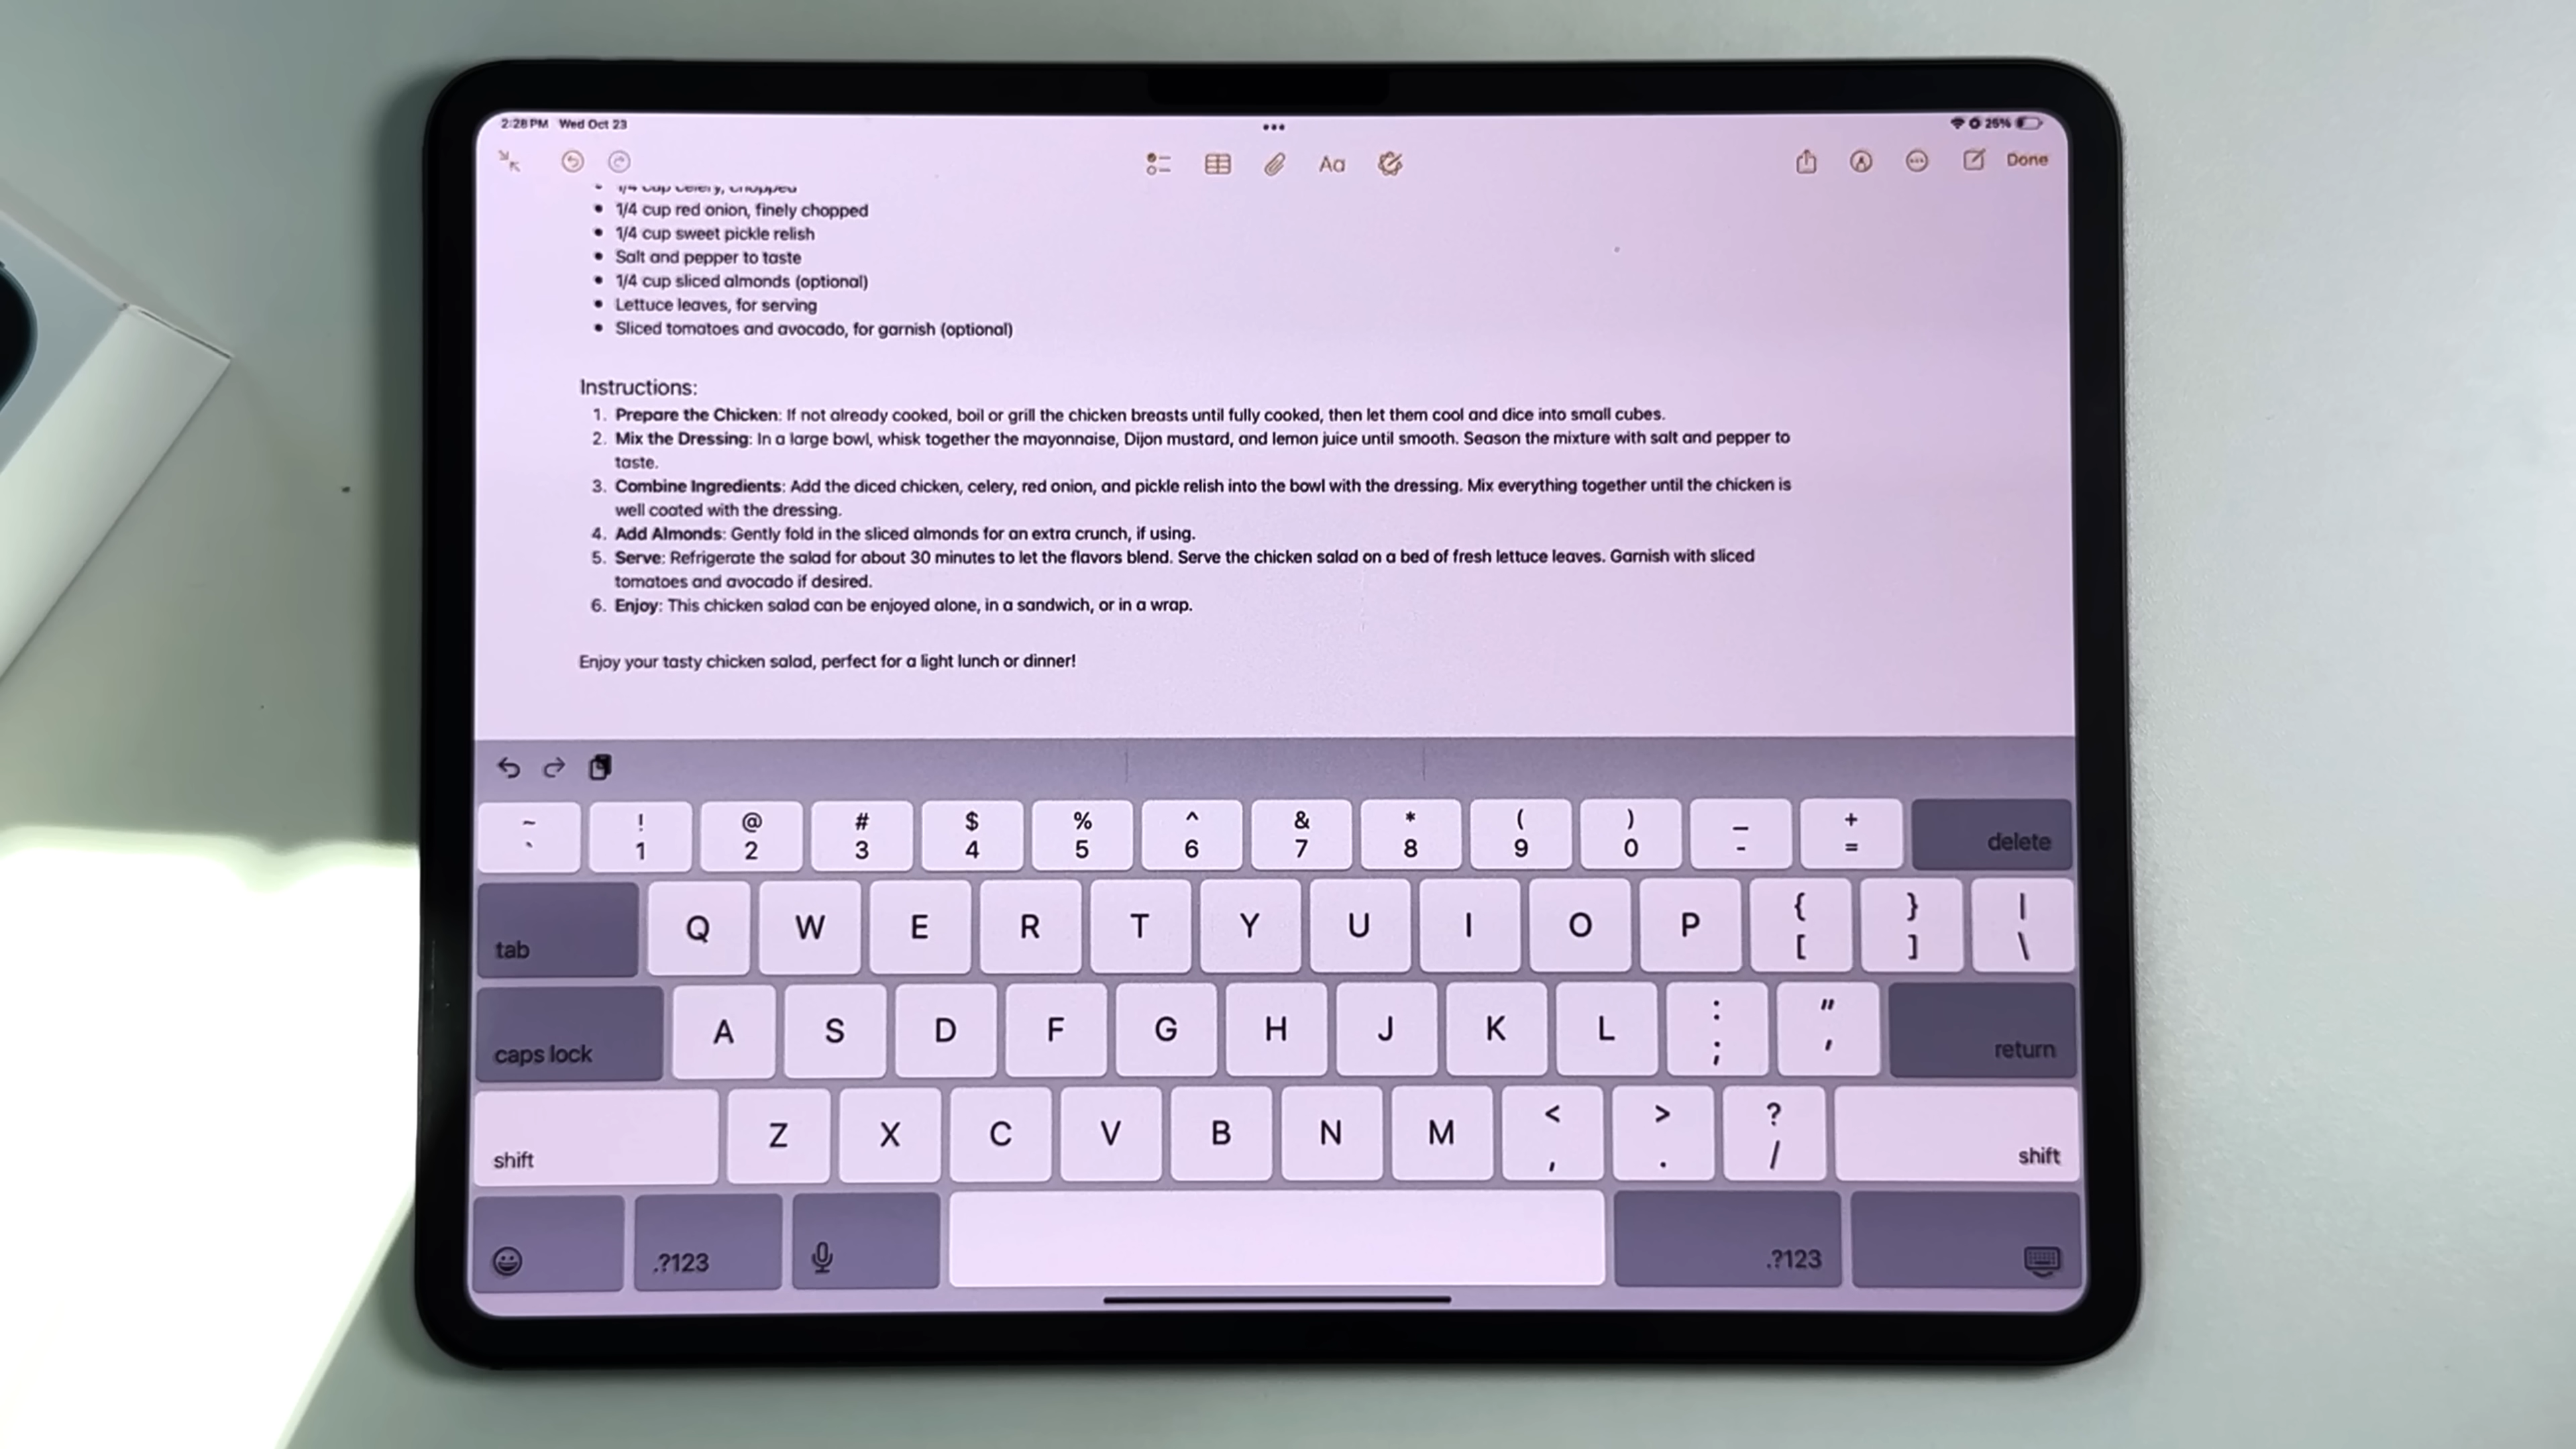 2:28 PM Wed Oct 23
25%
Done
Aa
• 1/4 cup celery, chopped
• 1/4 cup red onion, finely chopped
• 1/4 cup sweet pickle relish
• Salt and pepper to taste
• 1/4 cup sliced almonds (optional)
• Lettuce leaves, for serving
• Sliced tomatoes and avocado, for garnish (optional)
Instructions:
1. Prepare the Chicken: If not already cooked, boil or grill the chicken breasts until fully cooked, then let them cool and dice into small cubes.
2. Mix the Dressing: In a large bowl, whisk together the mayonnaise, Dijon mustard, and lemon juice until smooth. Season the mixture with salt and pepper to
taste.
3. Combine Ingredients: Add the diced chicken, celery, red onion, and pickle relish into the bowl with the dressing. Mix everything together until the chicken is
well coated with the dressing.
4. Add Almonds: Gently fold in the sliced almonds for an extra crunch, if using.
5. Serve: Refrigerate the salad for about 30 minutes to let the flavors blend. Serve the chicken salad on a bed of fresh lettuce leaves. Garnish with sliced
tomatoes and avocado if desired.
6. Enjoy: This chicken salad can be enjoyed alone, in a sandwich, or in a wrap.
Enjoy your tasty chicken salad, perfect for a light lunch or dinner!
~ ! @ # $ % ^ & * ( ) _ +
` 1 2 3 4 5 6 7 8 9 0 - = delete
tab Q W E R T Y U I O P { [ } ] | \
caps lock A S D F G H J K L : ; " ' return
shift Z X C V B N M < , > . ? / shift
.?123 .?123